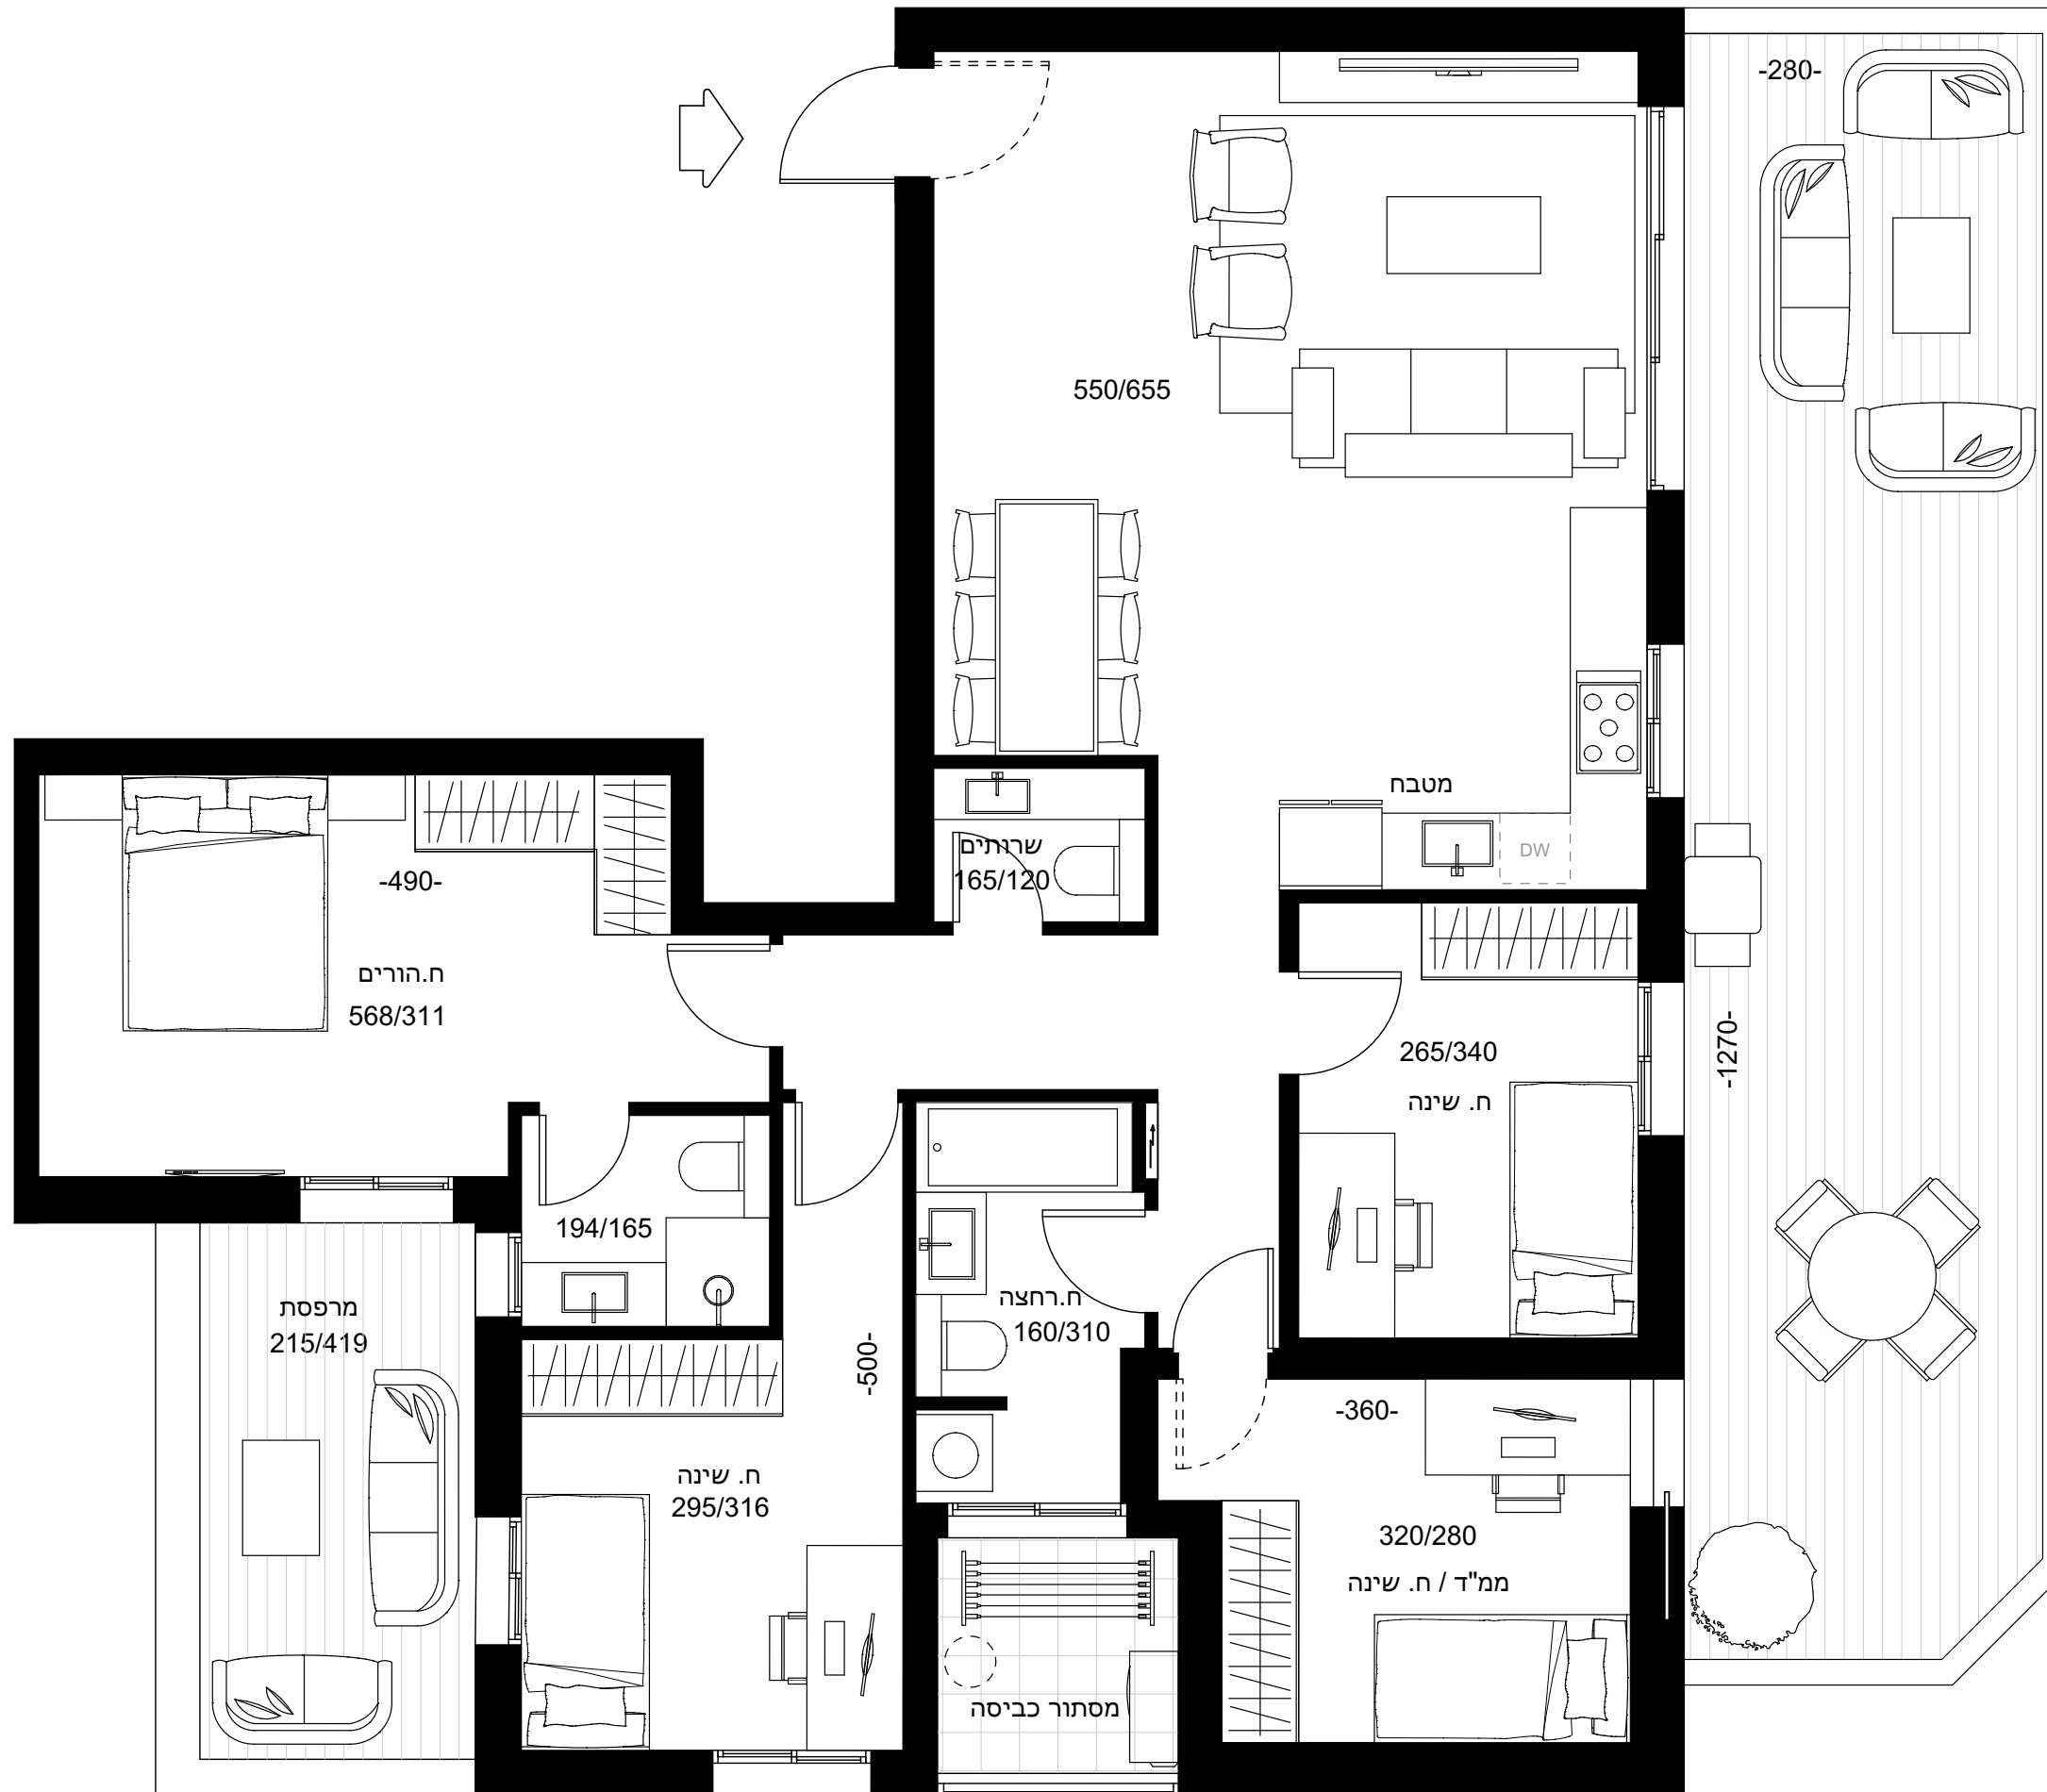 -280-
550/655
מטבח
DW
שרותים
165/120
-490-
ח.הורים
568/311
265/340
ח. שינה
-1270-
194/165
מרפסת
215/419
ח.רחצה
160/310
-500-
-360-
ח. שינה
295/316
320/280
ממ"ד / ח. שינה
מסתור כביסה